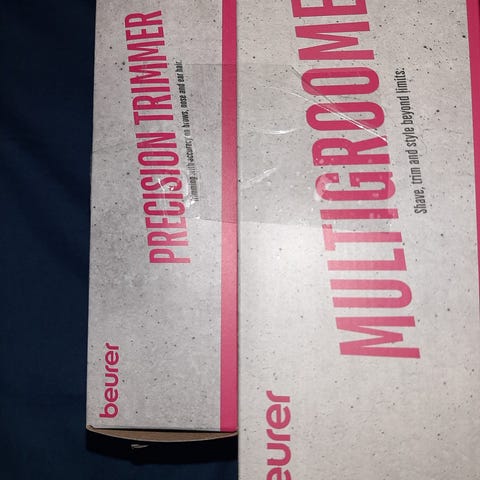 PRECISION TRIMMER
Trimming with accuracy on brows, nose and ear hair.
beurer
MULTIGROOME
Shave, trim and style beyond limits:
eurer